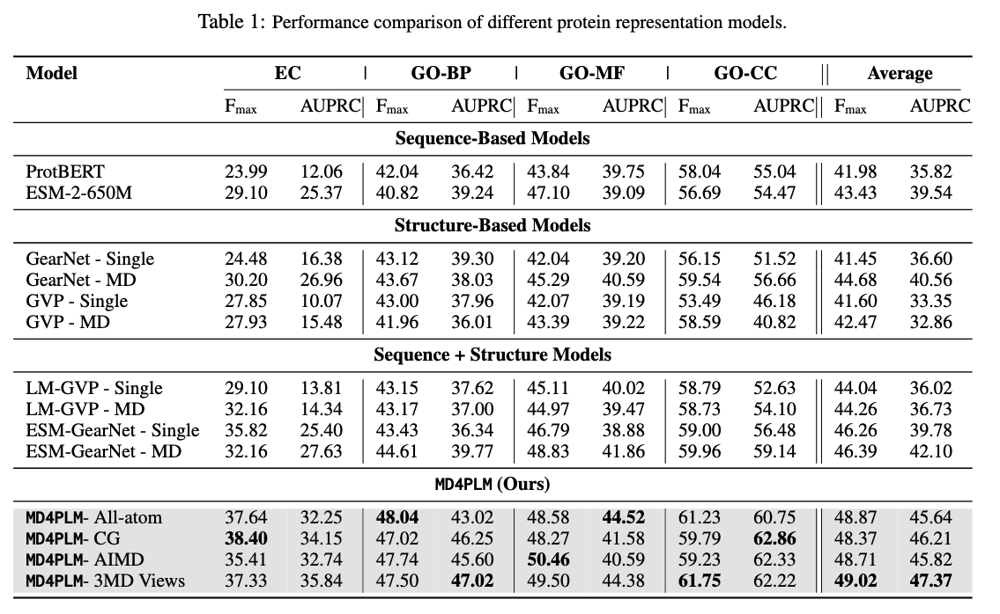 Table 1: Performance comparison of different protein representation models.
Model EC GO-BP GO-MF GO-CC Average
Fmax AUPRC Fmax AUPRC Fmax AUPRC Fmax AUPRC Fmax AUPRC
Sequence-Based Models
ProtBERT 23.99 12.06 42.04 36.42 43.84 39.75 58.04 55.04 41.98 35.82
ESM-2-650M 29.10 25.37 40.82 39.24 47.10 39.09 56.69 54.47 43.43 39.54
Structure-Based Models
GearNet - Single 24.48 16.38 43.12 39.30 42.04 39.20 56.15 51.52 41.45 36.60
GearNet - MD 30.20 26.96 43.67 38.03 45.29 40.59 59.54 56.66 44.68 40.56
GVP - Single 27.85 10.07 43.00 37.96 42.07 39.19 53.49 46.18 41.60 33.35
GVP - MD 27.93 15.48 41.96 36.01 43.39 39.22 58.59 40.82 42.47 32.86
Sequence + Structure Models
LM-GVP - Single 29.10 13.81 43.15 37.62 45.11 40.02 58.79 52.63 44.04 36.02
LM-GVP - MD 32.16 14.34 43.17 37.00 44.97 39.47 58.73 54.10 44.26 36.73
ESM-GearNet - Single 35.82 25.40 43.43 36.34 46.79 38.88 59.00 56.48 46.26 39.78
ESM-GearNet - MD 32.16 27.63 44.61 39.77 48.83 41.86 59.96 59.14 46.39 42.10
MD4PLM (Ours)
MD4PLM- All-atom 37.64 32.25 48.04 43.02 48.58 44.52 61.23 60.75 48.87 45.64
MD4PLM- CG 38.40 34.15 47.02 46.25 48.27 41.58 59.79 62.86 48.37 46.21
MD4PLM- AIMD 35.41 32.74 47.74 45.60 50.46 40.59 59.23 62.33 48.71 45.82
MD4PLM- 3MD Views 37.33 35.84 47.50 47.02 49.50 44.38 61.75 62.22 49.02 47.37